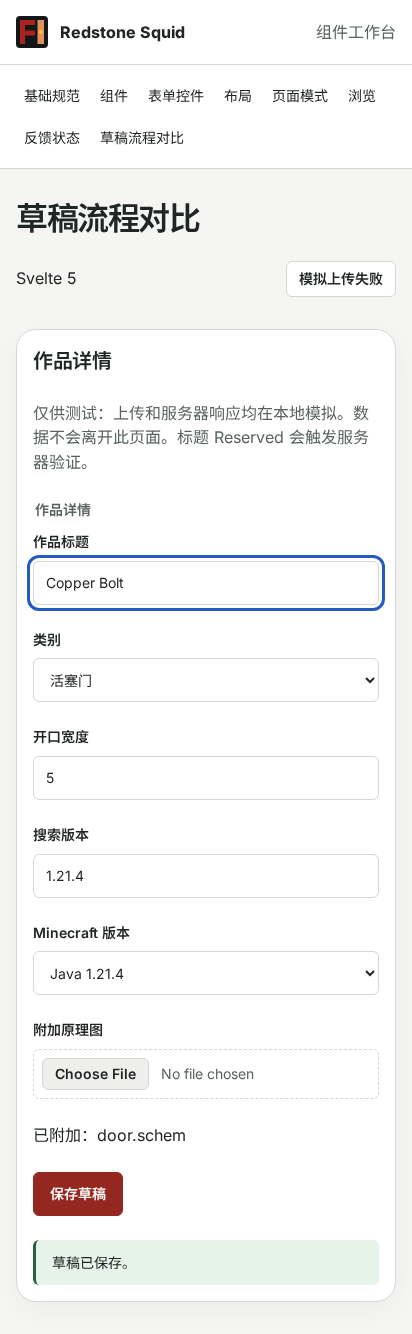 Redstone Squid
组件工作台
基础规范 组件 表单控件 布局 页面模式 浏览
反馈状态 草稿流程对比
草稿流程对比
Svelte 5
模拟上传失败
作品详情
仅供测试：上传和服务器响应均在本地模拟。数
据不会离开此页面。标题 Reserved 会触发服务
器验证。
作品详情
作品标题
Copper Bolt
类别
活塞门
开口宽度
5
搜索版本
1.21.4
Minecraft 版本
Java 1.21.4
附加原理图
Choose File No file chosen
已附加：door.schem
保存草稿
草稿已保存。